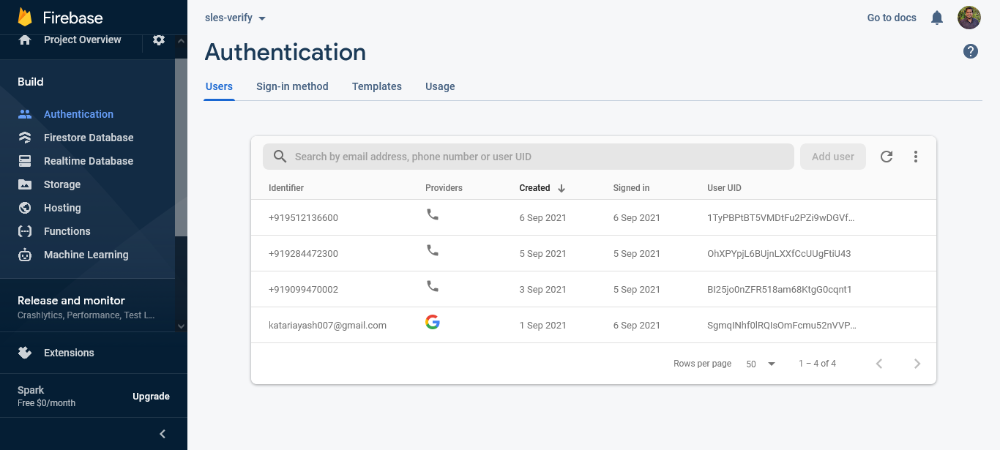 Firebase
Project Overview
Build
Authentication
Firestore Database
Realtime Database
Storage
Hosting
Functions
Machine Learning
Release and monitor
Crashlytics, Performance, Test L...
Extensions
Spark
Free $0/month
Upgrade
sles-verify
Go to docs
Authentication
Users Sign-in method Templates Usage
Search by email address, phone number or user UID
Add user
Identifier Providers Created Signed in User UID
+919512136600 6 Sep 2021 6 Sep 2021 1TyPBPtBT5VMDtFu2PZi9wDGVf...
+919284472300 5 Sep 2021 5 Sep 2021 OhXPYpjL6BUjnLXXfCcUUgFtiU43
+919099470002 3 Sep 2021 5 Sep 2021 BI25jo0nZFR518am68KtgG0cqnt1
katariayash007@gmail.com 1 Sep 2021 6 Sep 2021 SgmqINhf0lRQIsOmFcmu52nVVP...
Rows per page 50 1 – 4 of 4